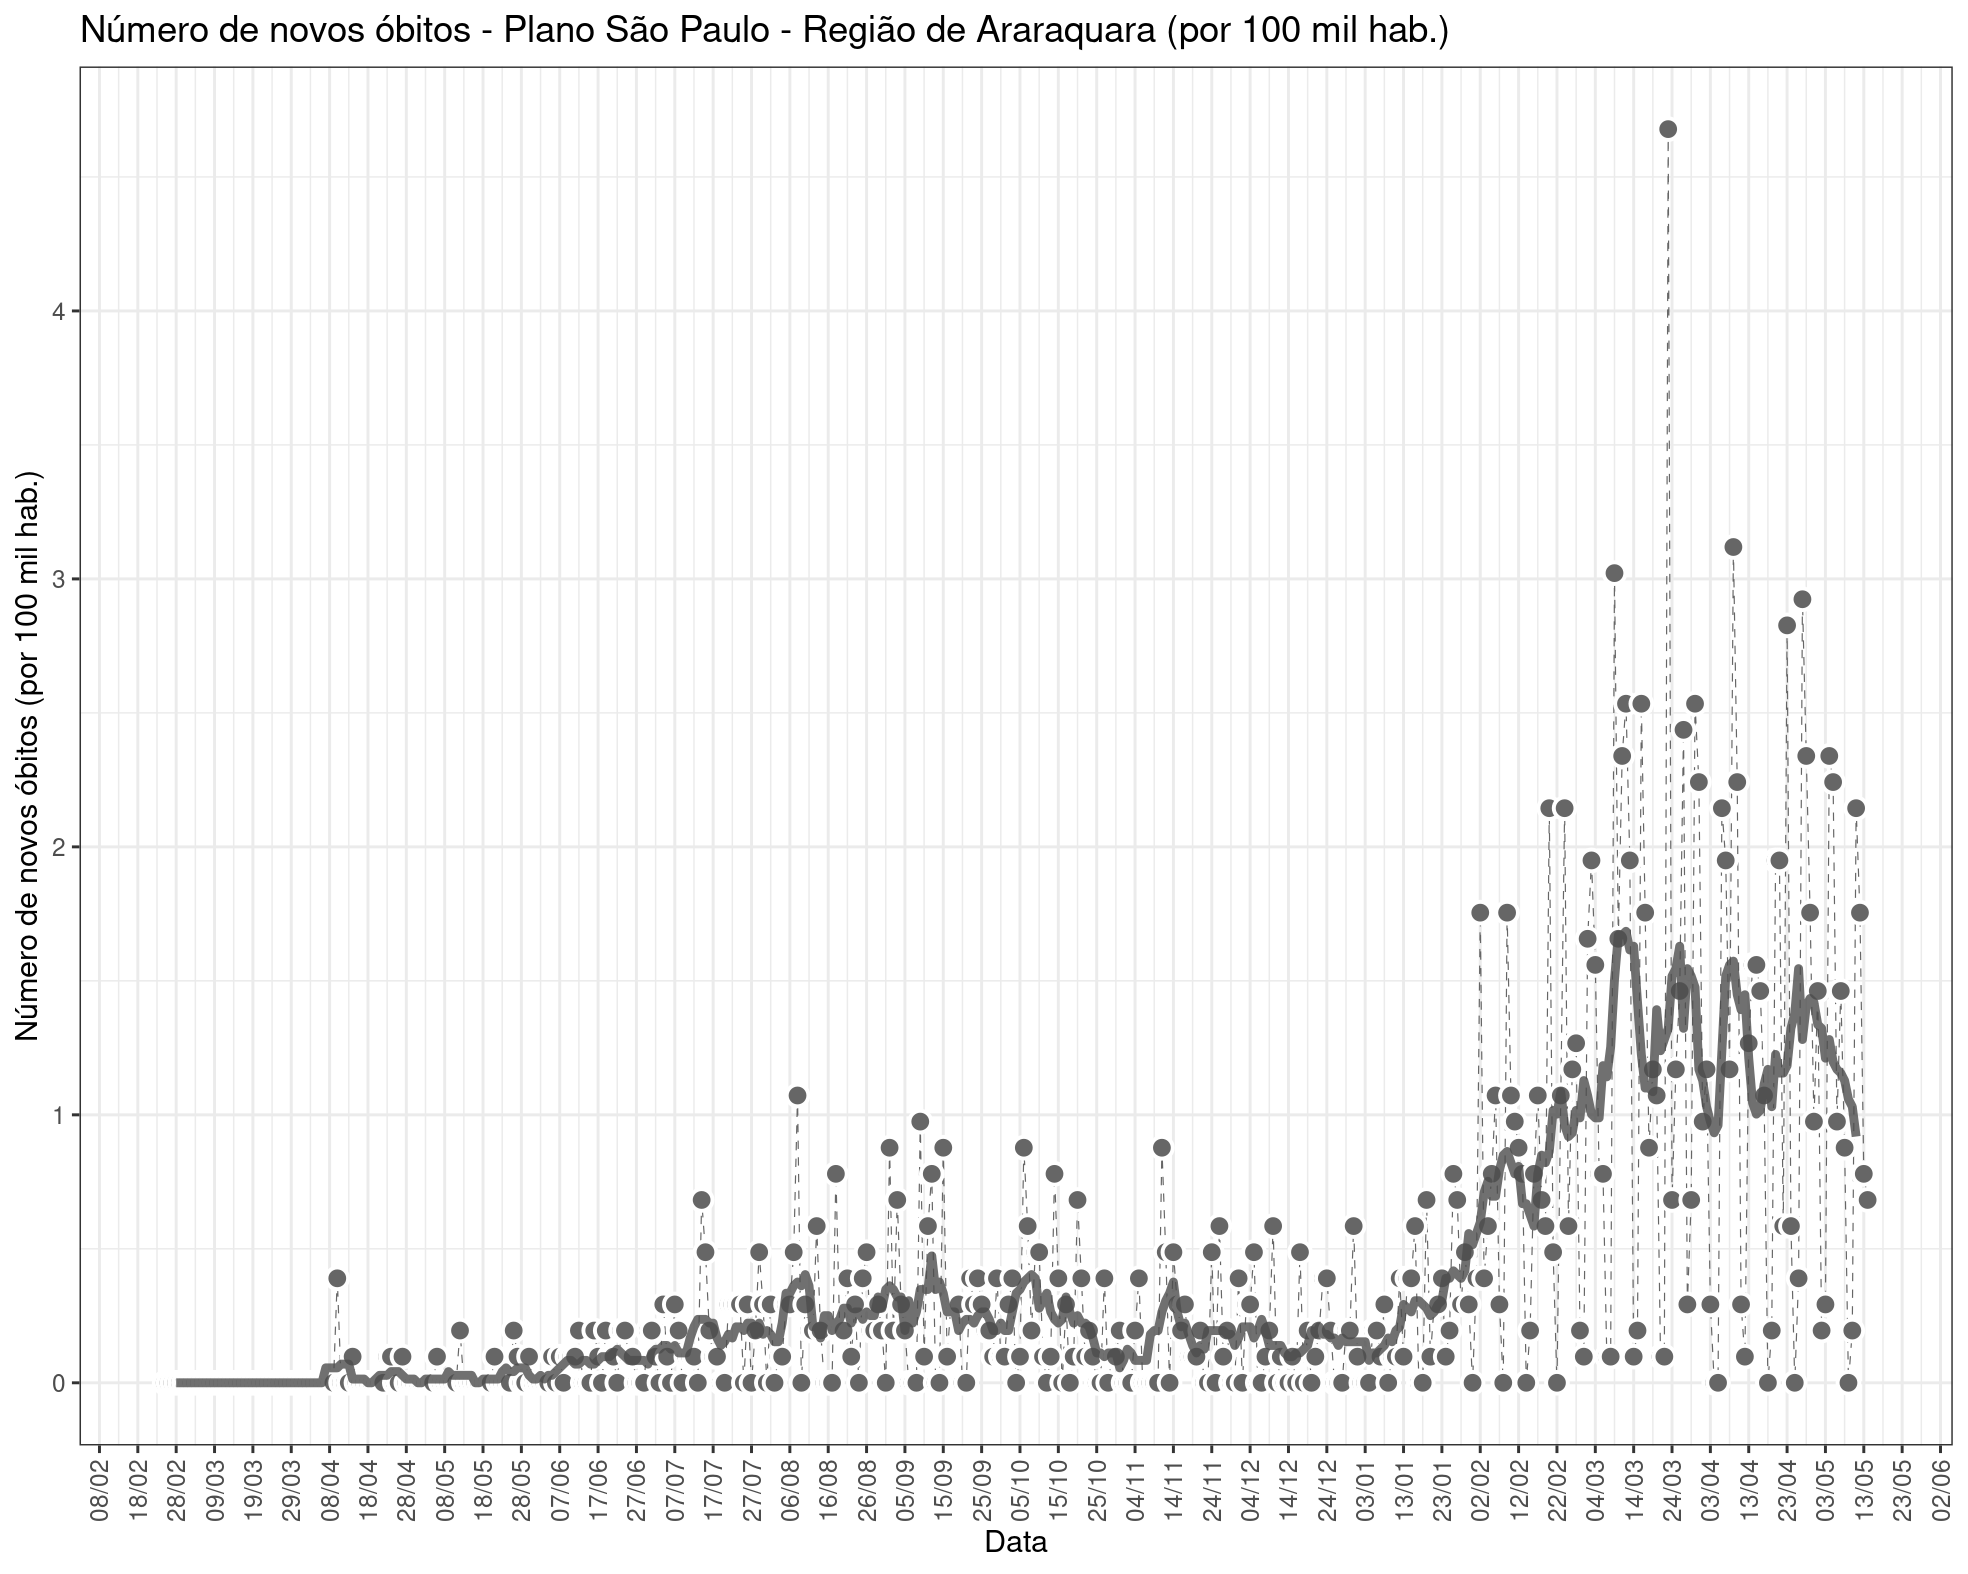 Número de novos óbitos - Plano São Paulo - Região de Araraquara (por 100 mil hab.)
Número de novos óbitos (por 100 mil hab.)
4
3
2
1
0
08/02 18/02 28/02 09/03 19/03 29/03 08/04 18/04 28/04 08/05 18/05 28/05 07/06 17/06 27/06 07/07 17/07 27/07 06/08 16/08 26/08 05/09 15/09 25/09 05/10 15/10 25/10 04/11 14/11 24/11 04/12 14/12 24/12 03/01 13/01 23/01 02/02 12/02 22/02 04/03 14/03 24/03 03/04 13/04 23/04 03/05 13/05 23/05 02/06
Data